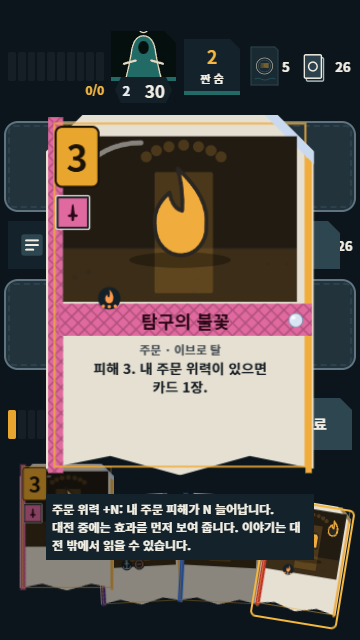 2
짠 숨
5
26
0/0
2 30
3
26
탐구의 불꽃
주문 · 이브로 탈
피해 3. 내 주문 위력이 있으면
카드 1장.
료
3
주문 위력 +N: 내 주문 피해가 N 늘어납니다.
대전 중에는 효과를 먼저 보여 줍니다. 이야기는 대
전 밖에서 읽을 수 있습니다.